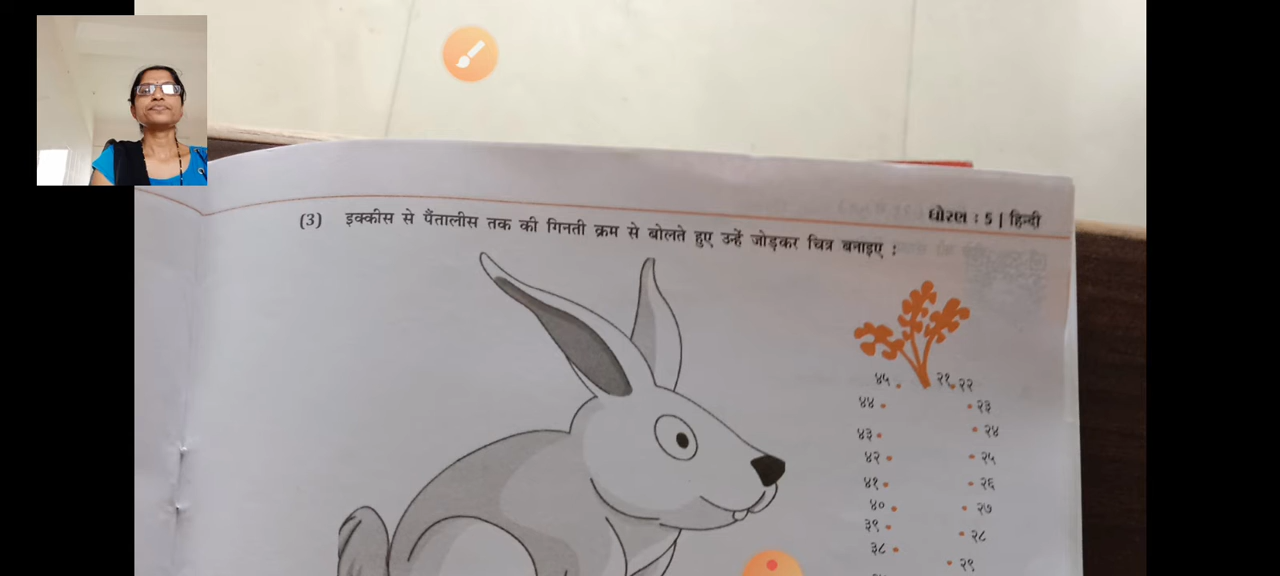 ધોરણ : 5 | हिन्दी
(3) इक्कीस से पैंतालीस तक की गिनती क्रम से बोलते हुए उन्हें जोड़कर चित्र बनाइए :
४५ २१ २२
४४ २३
४३ २४
४२ २५
४१ २६
४० २७
३९ २८
३८ २९